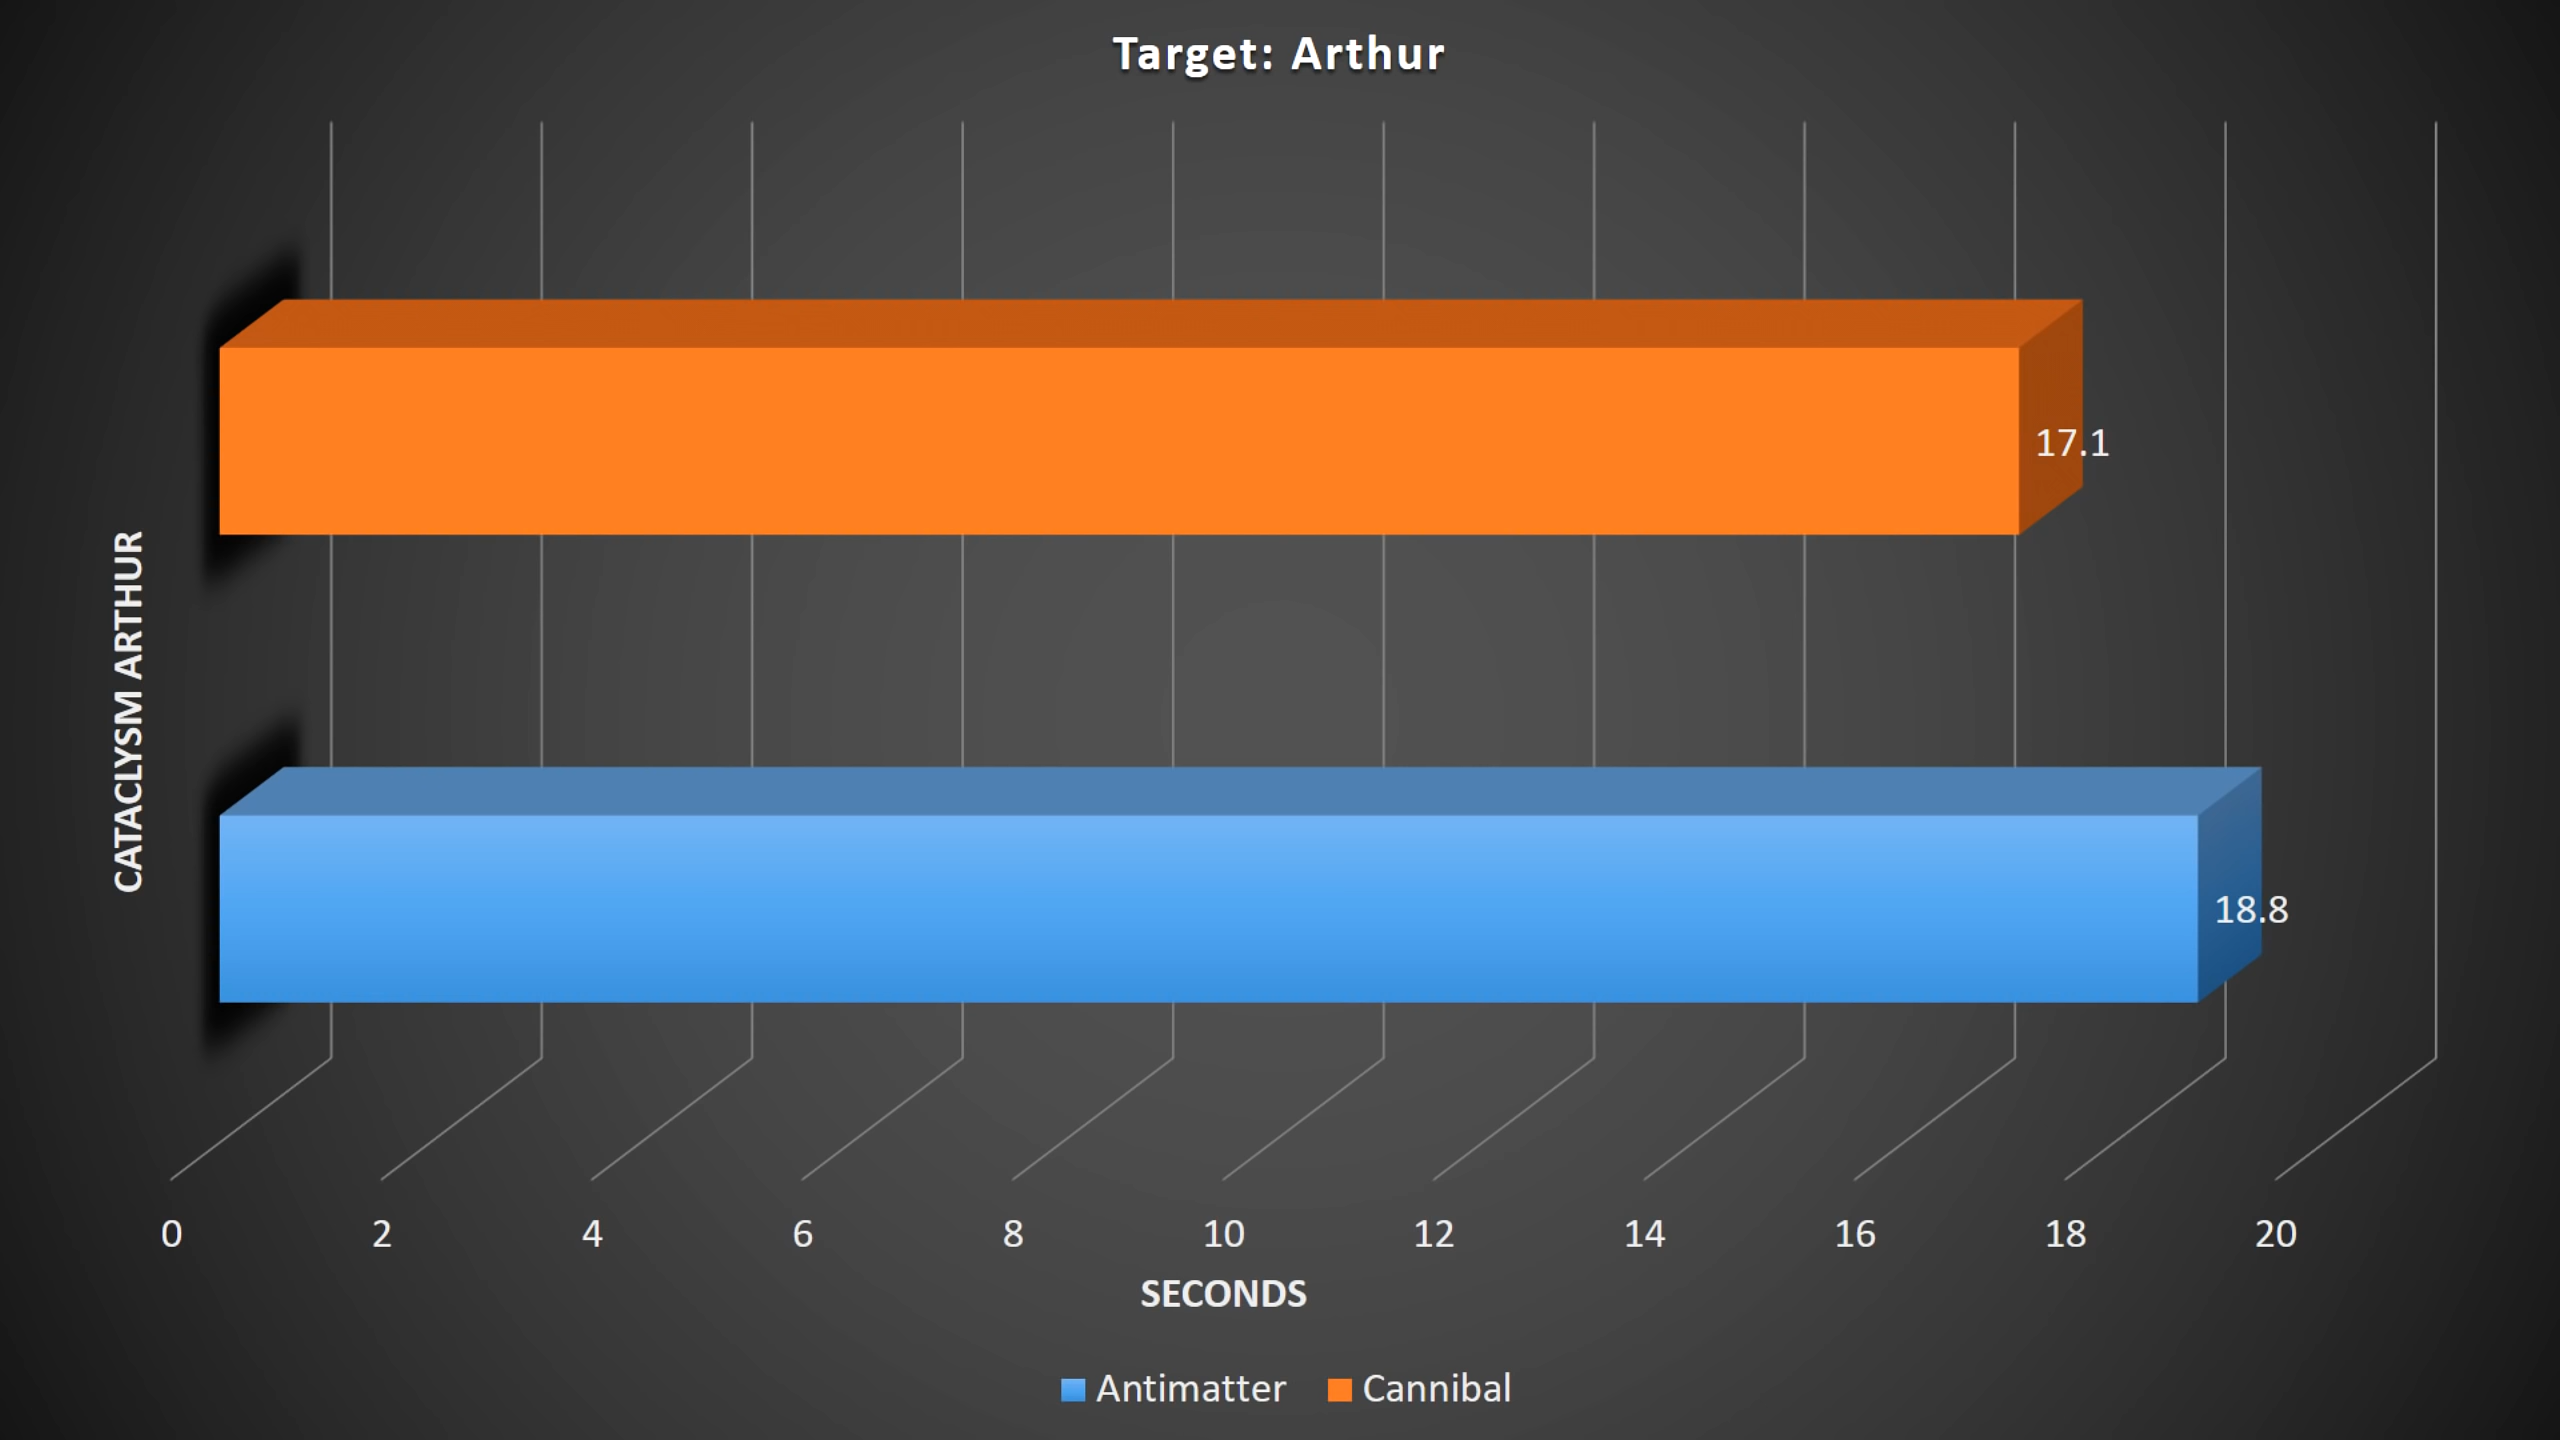 Target: Arthur
CATACLYSM ARTHUR
17.1
18.8
0 2 4 6 8 10 12 14 16 18 20
SECONDS
Antimatter Cannibal